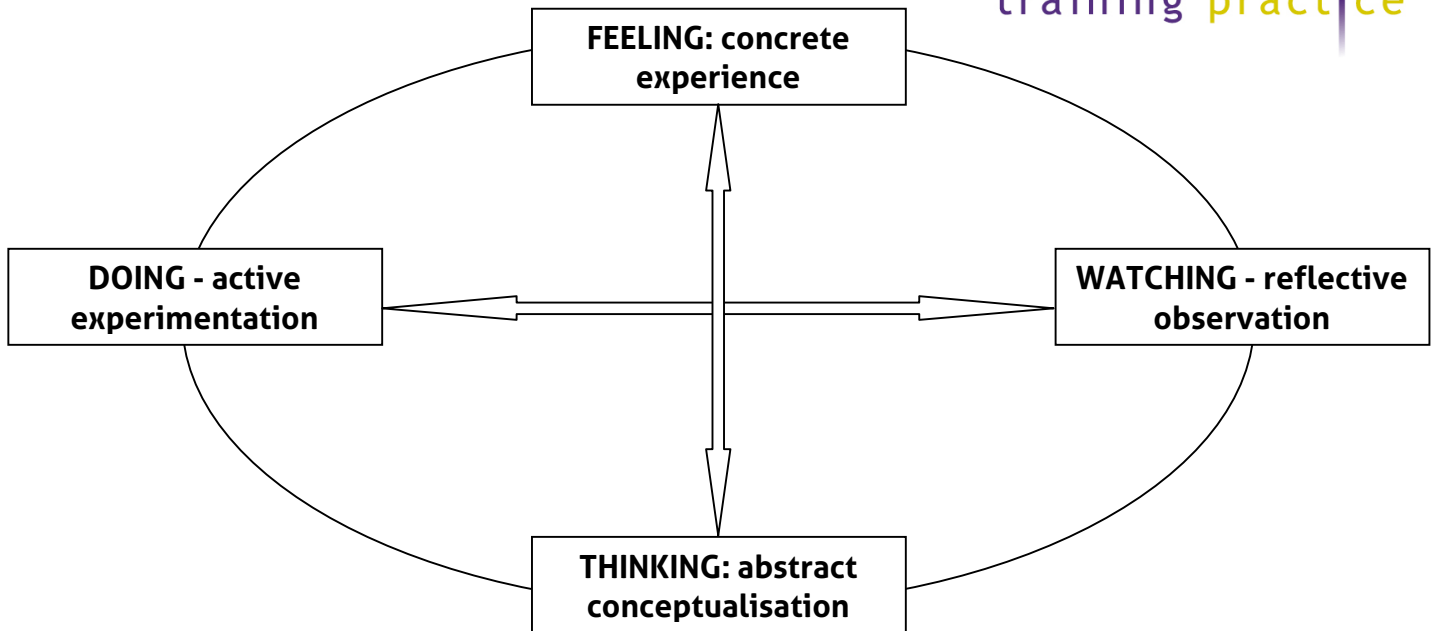 training practice
FEELING: concrete
experience
DOING - active
experimentation
WATCHING - reflective
observation
THINKING: abstract
conceptualisation